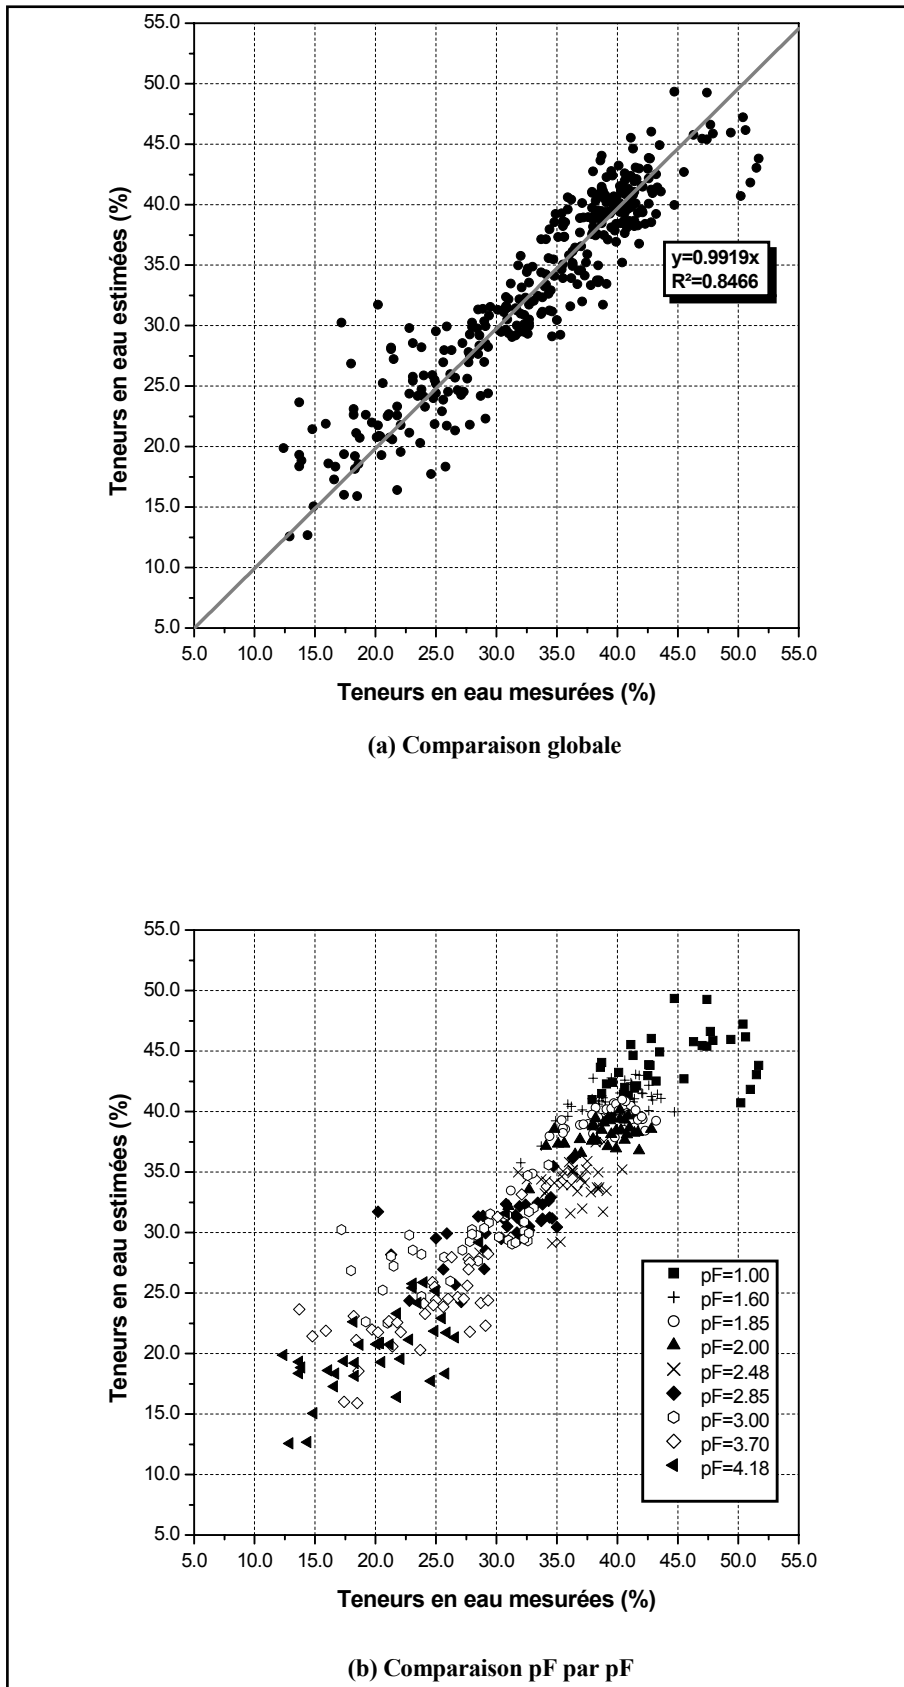 55.0
50.0
45.0
40.0
35.0
30.0
25.0
20.0
15.0
10.0
5.0
Teneurs en eau estimées (%)
y=0.9919x
R²=0.8466
5.0 10.0 15.0 20.0 25.0 30.0 35.0 40.0 45.0 50.0 55.0
Teneurs en eau mesurées (%)
(a) Comparaison globale
55.0
50.0
45.0
40.0
35.0
30.0
25.0
20.0
15.0
10.0
5.0
Teneurs en eau estimées (%)
pF=1.00
pF=1.60
pF=1.85
pF=2.00
pF=2.48
pF=2.85
pF=3.00
pF=3.70
pF=4.18
5.0 10.0 15.0 20.0 25.0 30.0 35.0 40.0 45.0 50.0 55.0
Teneurs en eau mesurées (%)
(b) Comparaison pF par pF